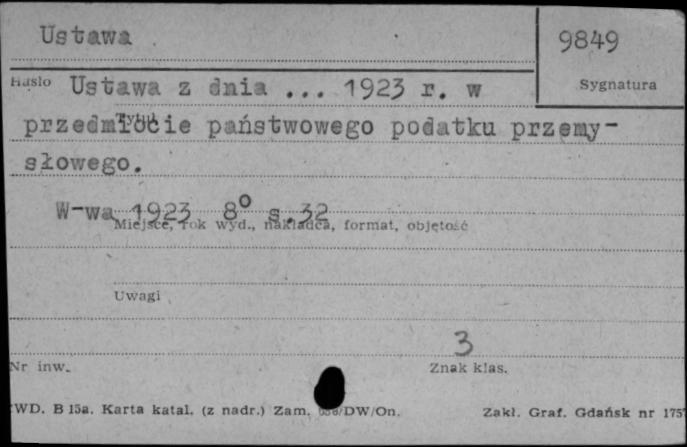 Ustawa
9849
Hasło Ustawa z dnia ... 1923 r. w
Sygnatura
Tytuł
przedmiocie państwowego podatku przemy-
słowego.
W-wa 1923 8° s.32
Miejsce, rok wyd., nakładca, format, objętość
Uwagi
3
Nr inw.
Znak klas.
WD. B 15a. Karta katal. (z nadr.) Zam. /DW/On.
Zakł. Graf. Gdańsk nr 175